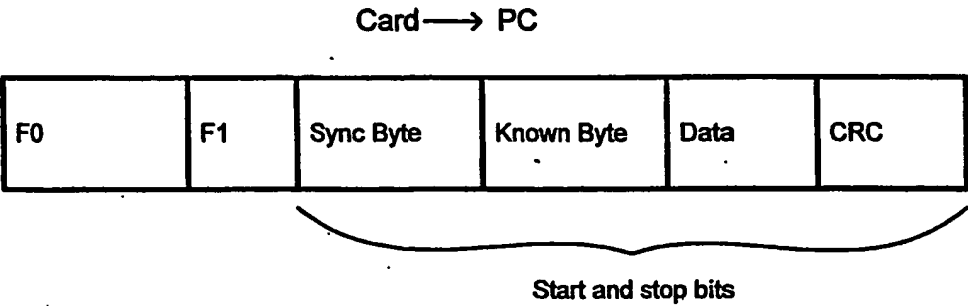 Card⟶ PC
F0 F1 Sync Byte Known Byte Data CRC
Start and stop bits